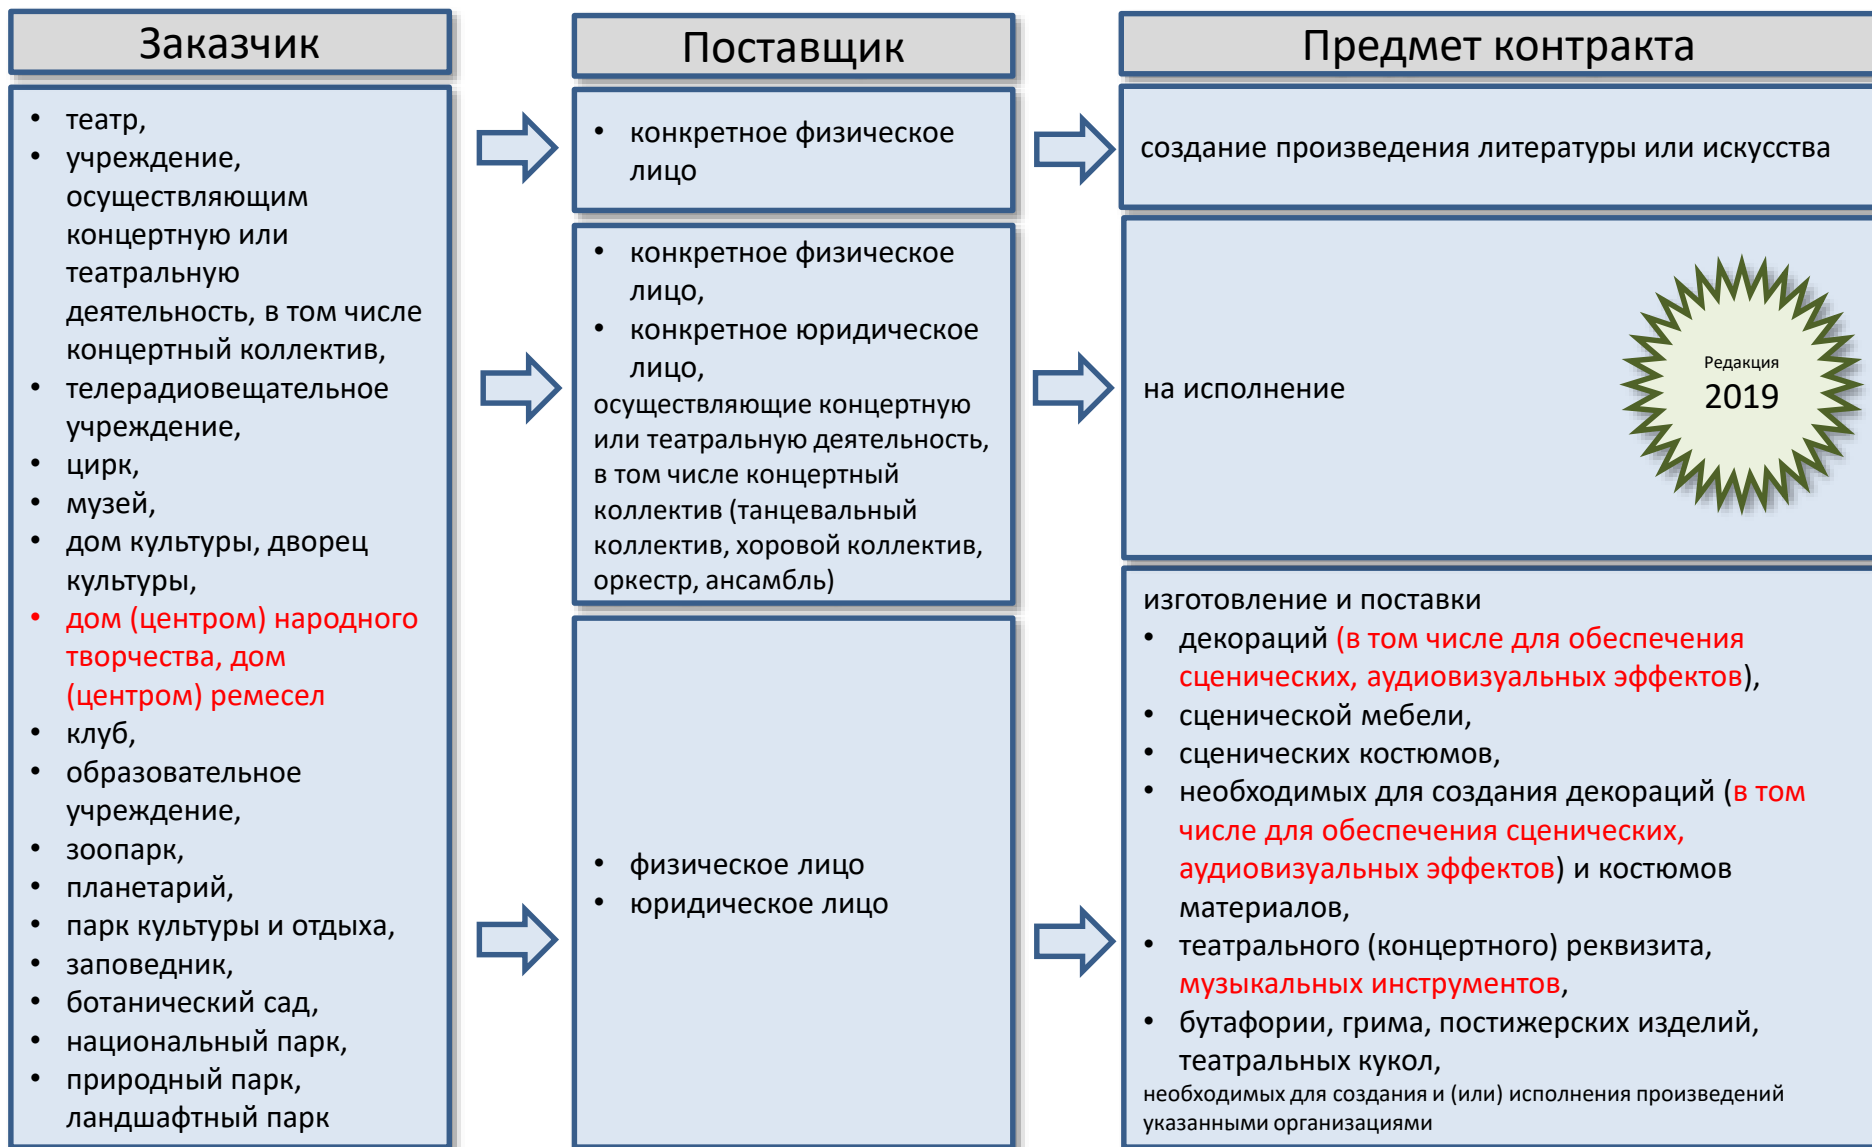 Заказчик
театр,
учреждение,
осуществляющим
концертную или
театральную
деятельность, в том числе
концертный коллектив,
телерадиовещательное
учреждение,
цирк,
музей,
дом культуры, дворец
культуры,
дом (центром) народного
творчества, дом
(центром) ремесел
клуб,
образовательное
учреждение,
зоопарк,
планетарий,
парк культуры и отдыха,
заповедник,
ботанический сад,
национальный парк,
природный парк,
ландшафтный парк
Поставщик
конкретное физическое
лицо
конкретное физическое
лицо,
конкретное юридическое
лицо,
осуществляющие концертную
или театральную деятельность,
в том числе концертный
коллектив (танцевальный
коллектив, хоровой коллектив,
оркестр, ансамбль)
физическое лицо
юридическое лицо
Предмет контракта
создание произведения литературы или искусства
на исполнение
Редакция
2019
изготовление и поставки
декораций (в том числе для обеспечения
сценических, аудиовизуальных эффектов),
сценической мебели,
сценических костюмов,
необходимых для создания декораций (в том
числе для обеспечения сценических,
аудиовизуальных эффектов) и костюмов
материалов,
театрального (концертного) реквизита,
музыкальных инструментов,
бутафории, грима, постижерских изделий,
театральных кукол,
необходимых для создания и (или) исполнения произведений
указанными организациями